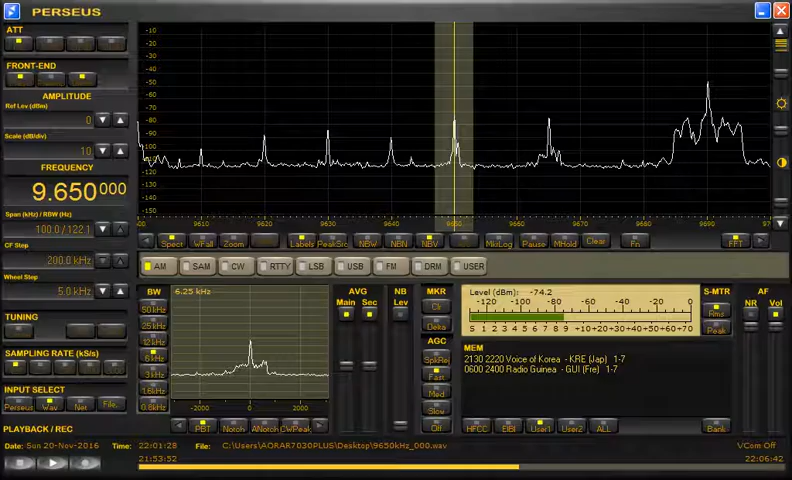 PERSEUS
ATT
FRONT-END
AMPLITUDE
Ref Lev (dBm)
0
Scale (dB/div)
10
FREQUENCY
9.650000
Span (kHz) / RBW (Hz)
100.0 / 122.1
CF Step
200.0 kHz
Wheel Step
5.0 kHz
TUNING
SAMPLING RATE (kS/s)
INPUT SELECT
Perseus Wav Net File.
PLAYBACK / REC
-10
-20
-30
-40
-50
-60
-70
-80
-90
-100
-110
-120
-130
-140
-150
9610 9620 9630 9640 9650 9660 9670 9680 9690
Spect WFall Zoom Labels PeakSrc NBW NBN NBV MkrLog Pause MHold Clear Fn FFT
AM SAM CW RTTY LSB USB FM DRM USER
BW
50kHz
25kHz
12kHz
6kHz
3kHz
1.6kHz
0.8kHz
6.25 kHz
-2000 0 2000
PBT Notch ANotch CWPeak
AVG
Main Sec
NB
Lev
MKR
Clr
Delta
AGC
SpkRej
Fast
Med
Slow
Off
Level (dBm): -74.2
-120 -100 -80 -60 -40 -20 0
S 1 2 3 4 5 6 7 8 9 +10 +20 +30 +40 +50 +60 +70
S-MTR
Rms
Peak
AF
NR Vol
MEM
2130 2220 Voice of Korea - KRE (Jap) 1-7
0600 2400 Radio Guinea - GUI (Fre) 1-7
HFCC EIBI User1 User2 ALL Bank
Date: Sun 20-Nov-2016 Time: 22:01:28 File: C:\Users\AORAR7030PLUS\Desktop\9650kHz_000.wav VCom Off
21:53:52 22:06:42